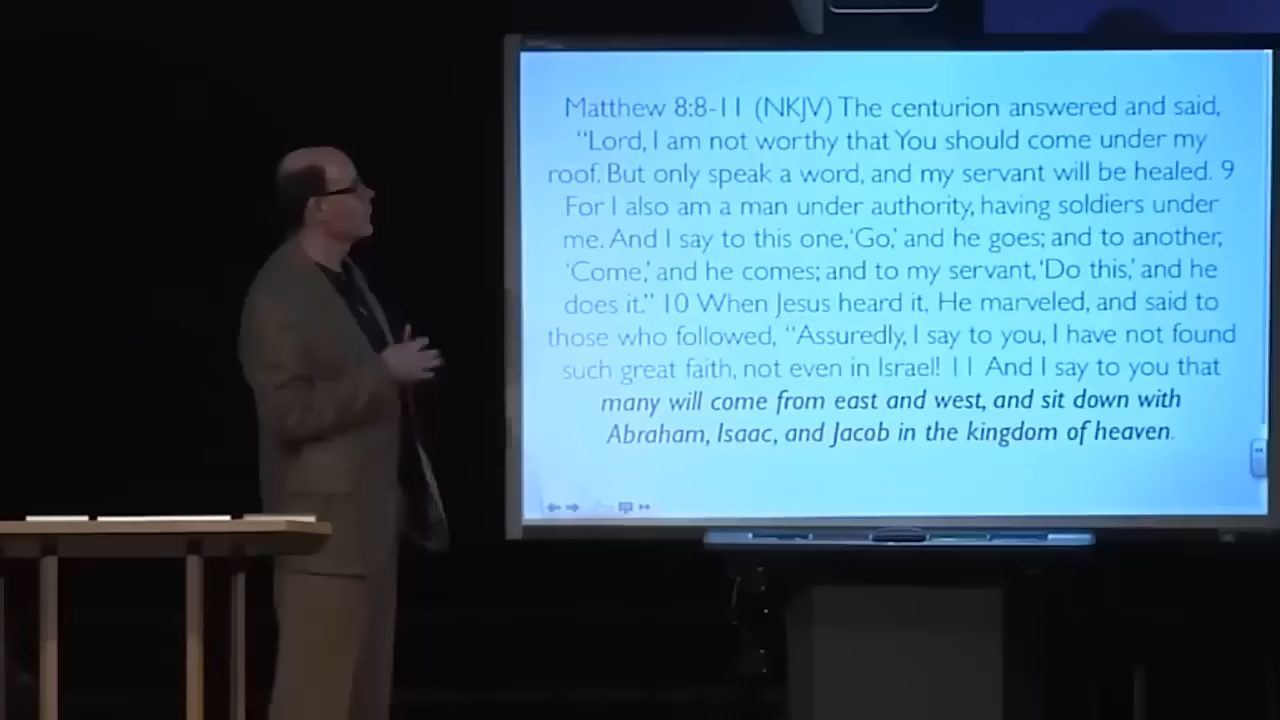 Matthew 8:8-11 (NKJV) The centurion answered and said,
“Lord, I am not worthy that You should come under my
roof. But only speak a word, and my servant will be healed. 9
For I also am a man under authority, having soldiers under
me. And I say to this one, ‘Go,’ and he goes; and to another,
‘Come,’ and he comes; and to my servant, ‘Do this,’ and he
does it.” 10 When Jesus heard it, He marveled, and said to
those who followed, “Assuredly, I say to you, I have not found
such great faith, not even in Israel! 11 And I say to you that
many will come from east and west, and sit down with
Abraham, Isaac, and Jacob in the kingdom of heaven.